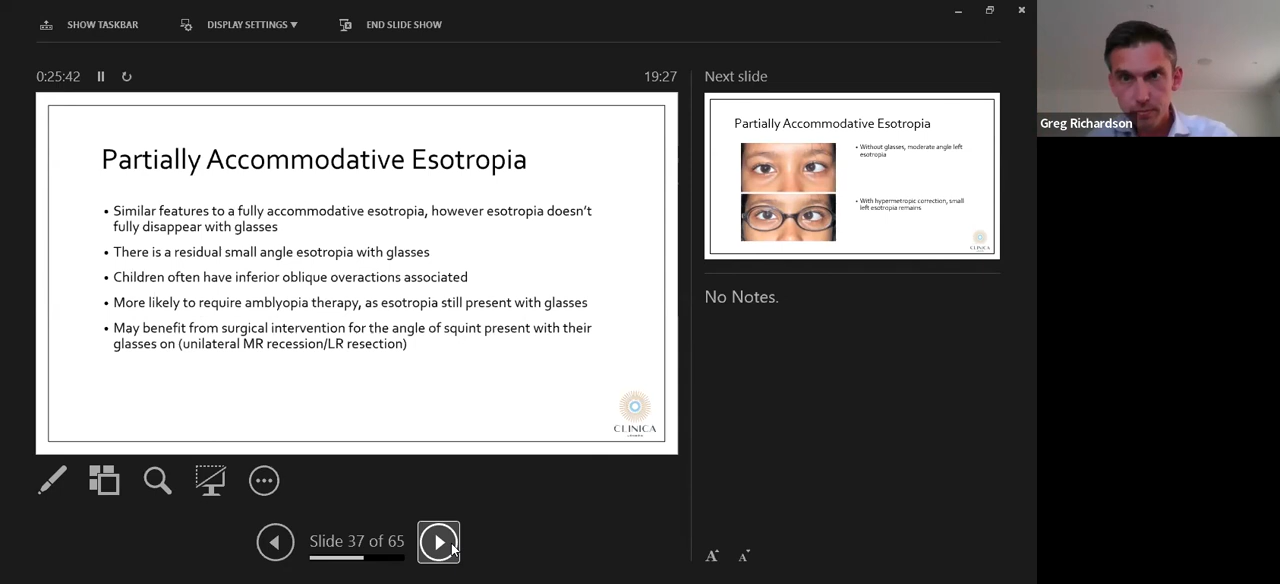 SHOW TASKBAR
DISPLAY SETTINGS ▼
END SLIDE SHOW
0:25:42
19:27
Next slide
Partially Accommodative Esotropia
• Similar features to a fully accommodative esotropia, however esotropia doesn't
fully disappear with glasses
• There is a residual small angle esotropia with glasses
• Children often have inferior oblique overactions associated
• More likely to require amblyopia therapy, as esotropia still present with glasses
• May benefit from surgical intervention for the angle of squint present with their
glasses on (unilateral MR recession/LR resection)
CLINICA
Partially Accommodative Esotropia
• Without glasses, moderate angle left
esotropia
• With hypermetropic correction, small
left esotropia remains
CLINICA
No Notes.
Slide 37 of 65
A
A
Greg Richardson